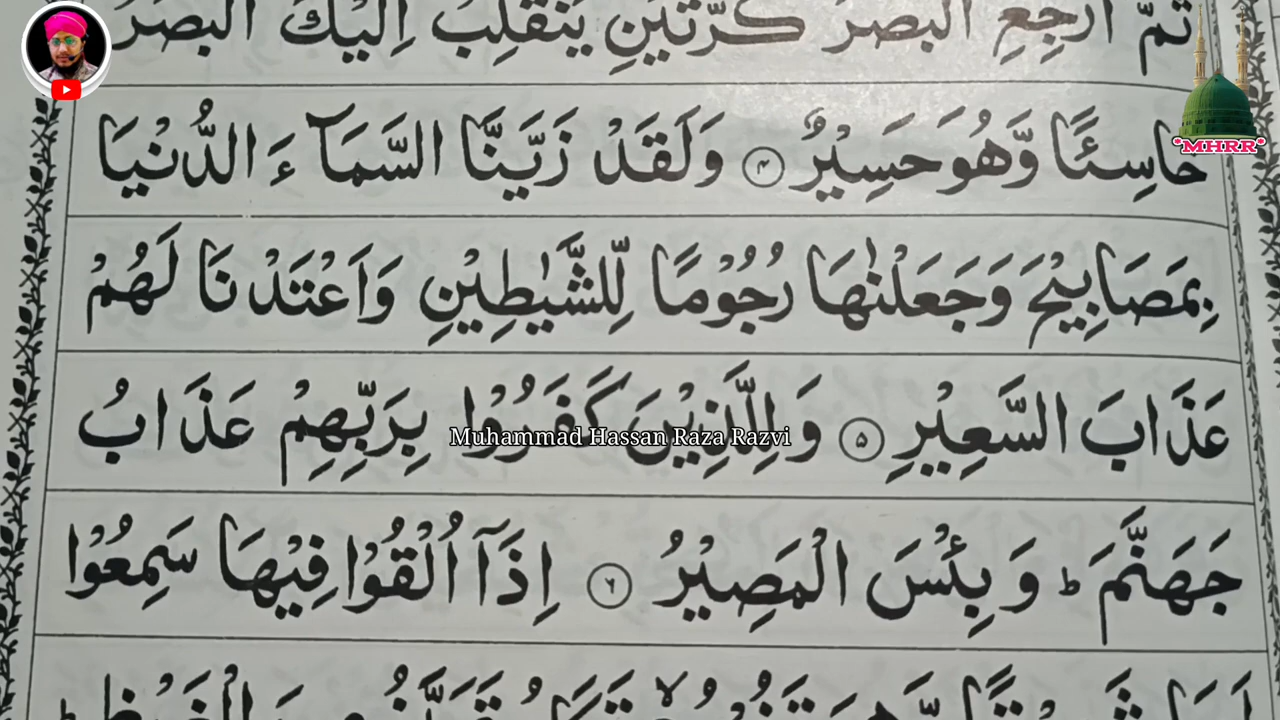 ثُمَّ ارْجِعِ الْبَصَرَ كَرَّتَيْنِ يَنْقَلِبْ اِلَيْكَ الْبَصَرُ
خَاسِئًا وَّهُوَ حَسِيْرٌ ﴿۴﴾ وَلَقَدْ زَيَّنَّا السَّمَآءَ الدُّنْيَا
بِمَصَابِيْحَ وَجَعَلْنٰهَا رُجُوْمًا لِّلشَّيٰطِيْنِ وَاَعْتَدْنَا لَهُمْ
عَذَابَ السَّعِيْرِ ﴿۵﴾ وَلِلَّذِيْنَ كَفَرُوْا بِرَبِّهِمْ عَذَابُ
جَهَنَّمَ ؕ وَبِئْسَ الْمَصِيْرُ ﴿۶﴾ اِذَآ اُلْقُوْا فِيْهَا سَمِعُوْا
*MHRR*
Muhammad Hassan Raza Razvi